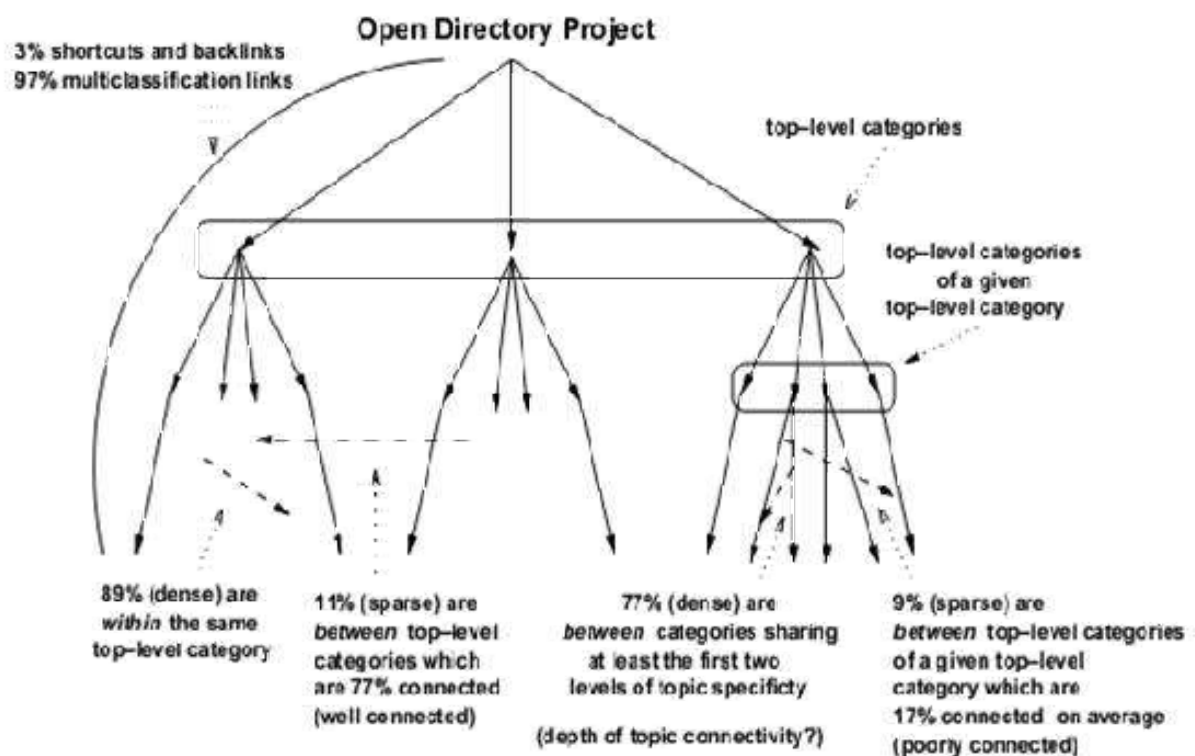 Open Directory Project
3% shortcuts and backlinks
97% multiclassification links
top–level categories
top–level categories
of a given
top–level category
89% (dense) are
within the same
top–level category
11% (sparse) are
between top–level
categories which
are 77% connected
(well connected)
77% (dense) are
between categories sharing
at least the first two
levels of topic specificty
(depth of topic connectivity?)
9% (sparse) are
between top–level categories
of a given top–level
category which are
17% connected on average
(poorly connected)